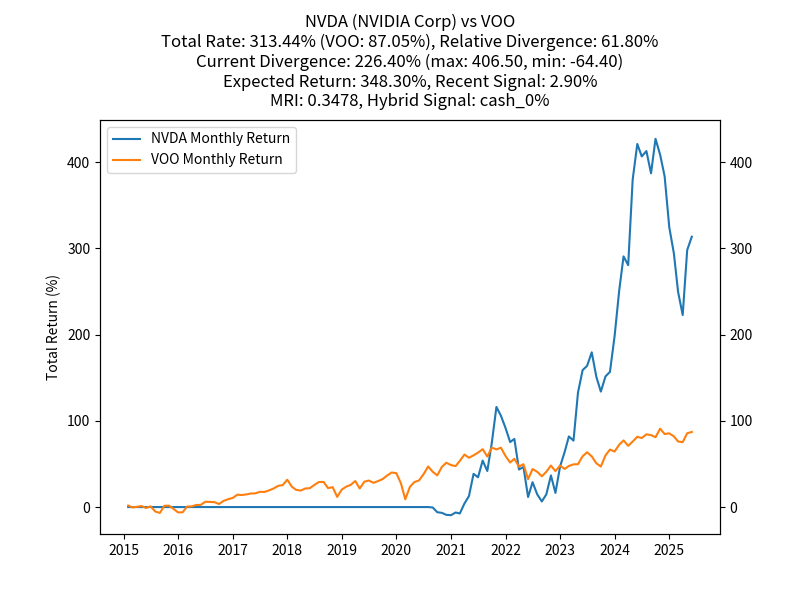 NVDA (NVIDIA Corp) vs VOO
Total Rate: 313.44% (VOO: 87.05%), Relative Divergence: 61.80%
Current Divergence: 226.40% (max: 406.50, min: -64.40)
Expected Return: 348.30%, Recent Signal: 2.90%
MRI: 0.3478, Hybrid Signal: cash_0%
NVDA Monthly Return
VOO Monthly Return
400
300
200
100
0
Total Return (%)
400
300
200
100
0
2015 2016 2017 2018 2019 2020 2021 2022 2023 2024 2025